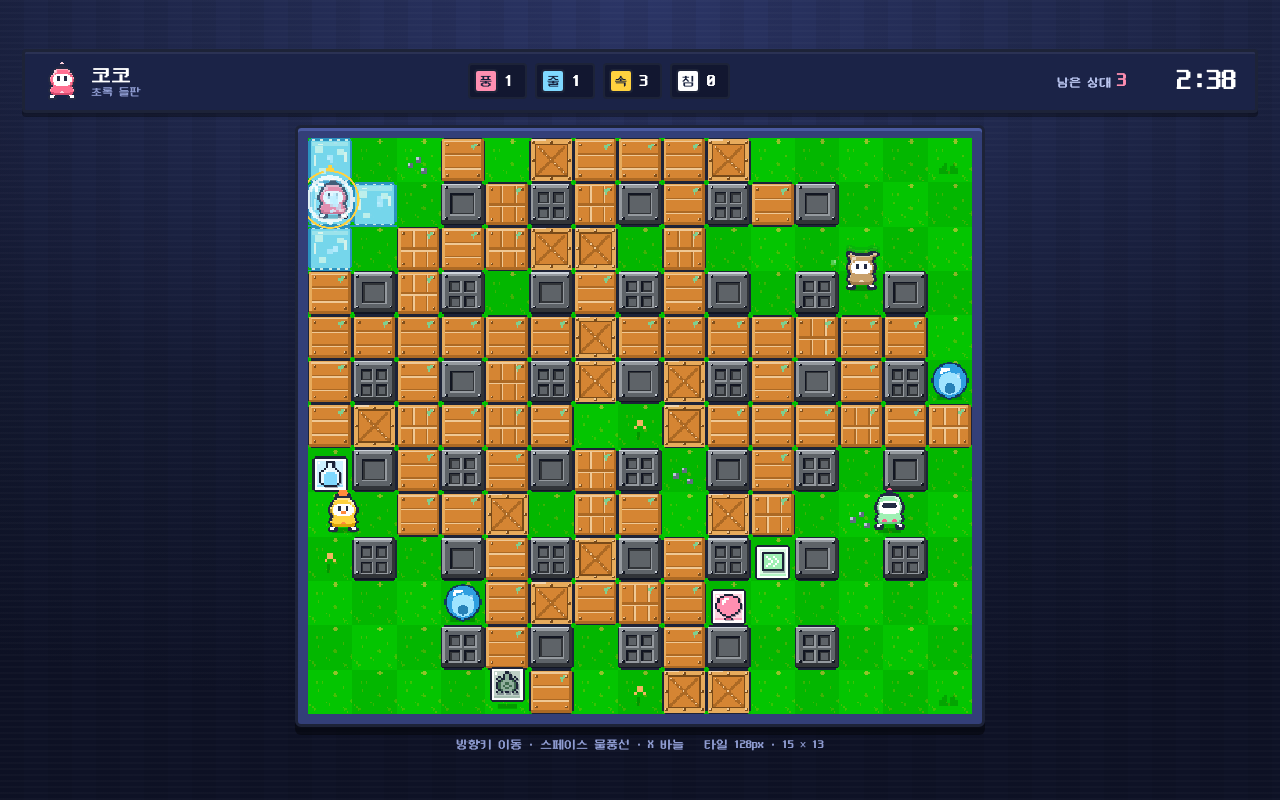 코코
초록 들판
풍 1 줄 1 속 3 침 0
남은 상대 3 2:38
방향키 이동 · 스페이스 물풍선 · X 바늘 타일 128px · 15 × 13